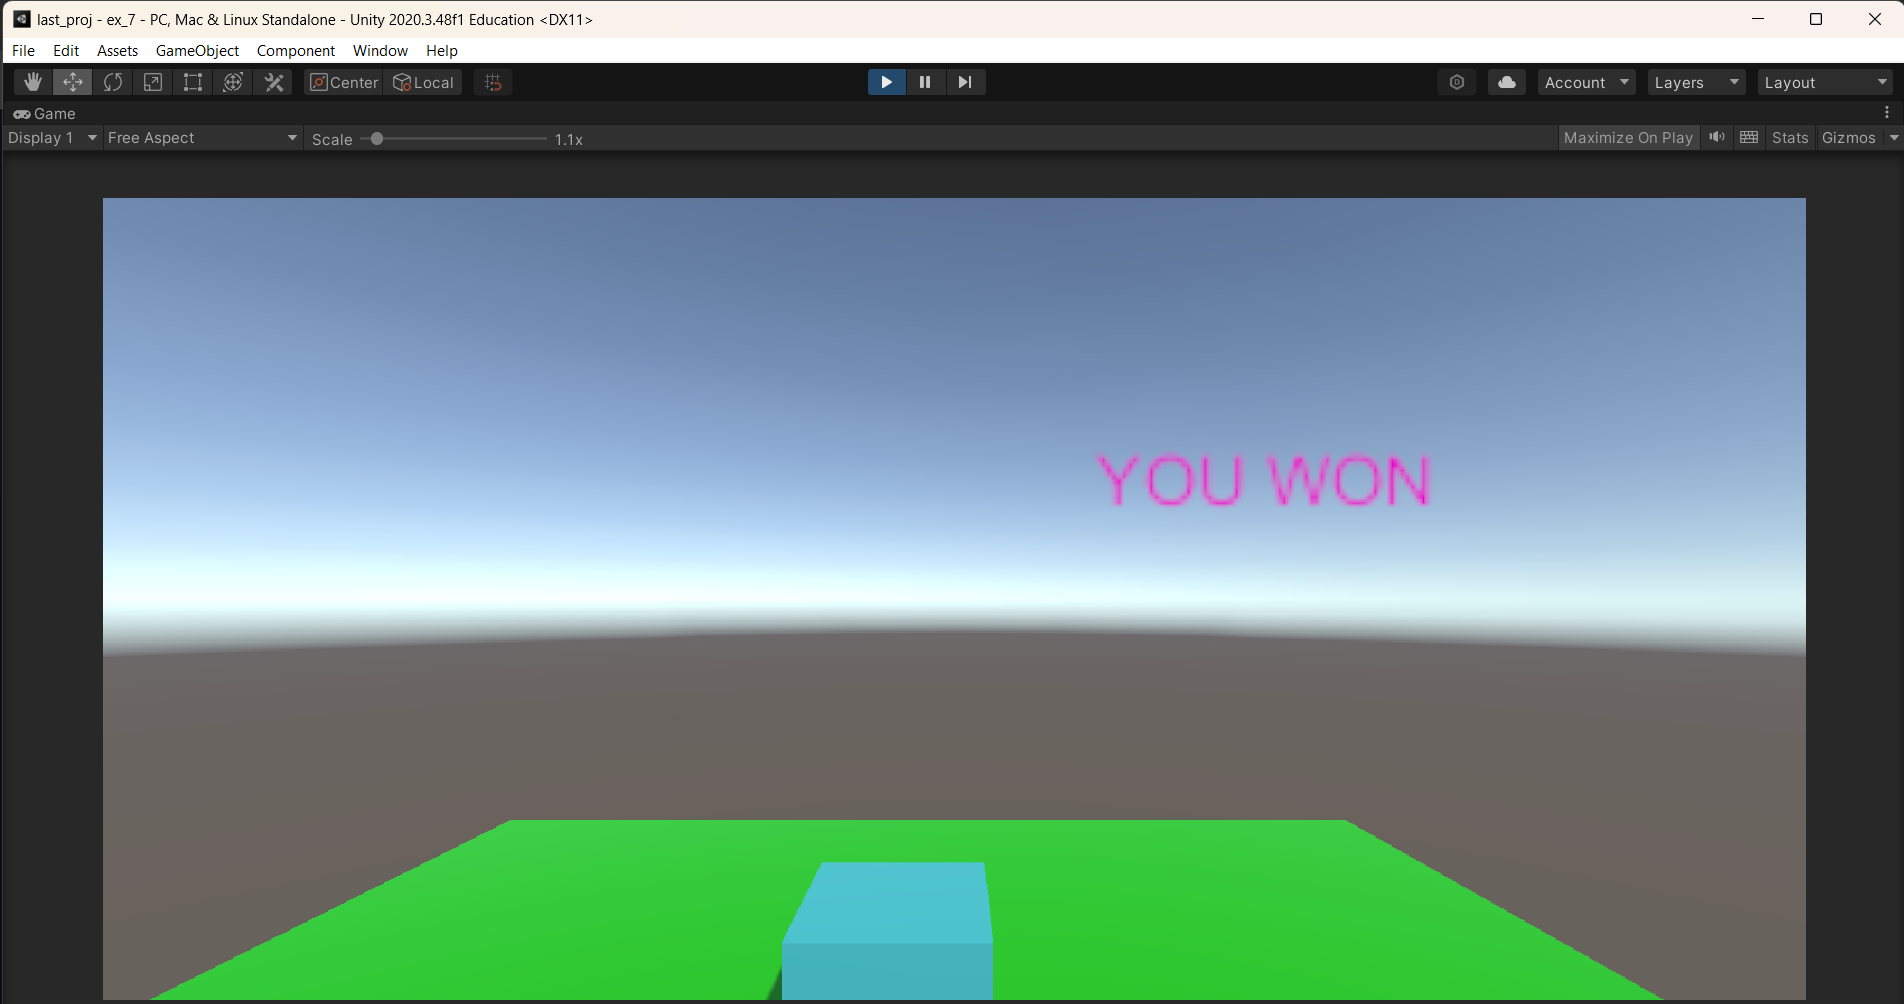 last_proj - ex_7 - PC, Mac & Linux Standalone - Unity 2020.3.48f1 Education <DX11>
File Edit Assets GameObject Component Window Help
Center Local Account Layers Layout
Game
Display 1 Free Aspect Scale 1.1x Maximize On Play Stats Gizmos
YOU WON